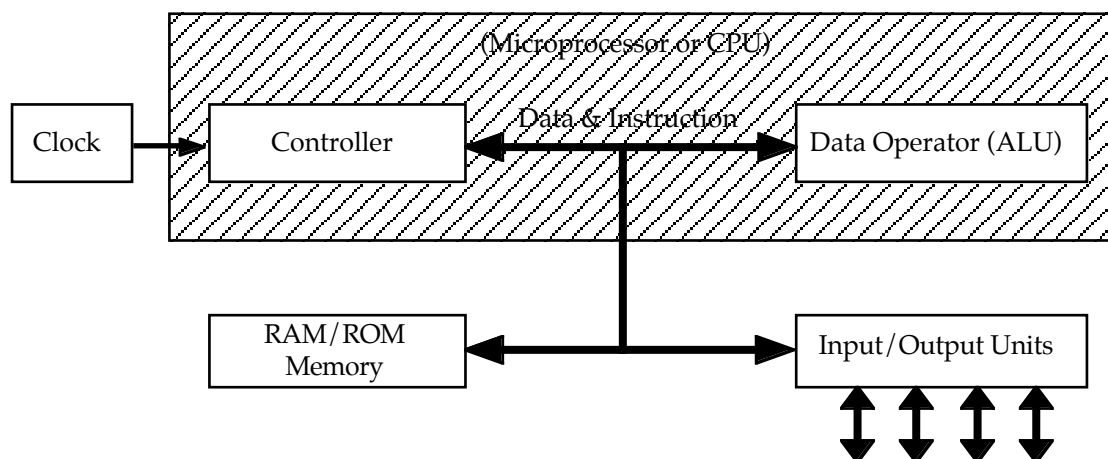 (Microprocessor or CPU)
Data & Instruction
Clock
Controller
Data Operator (ALU)
RAM/ROM
Memory
Input/Output Units